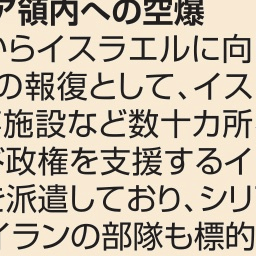 ア領内への空爆
からイスラエルに向
の報復として、イス
施設など数十カ所
政権を支援するイ
を派遣しており、シリ
イランの部隊も標的